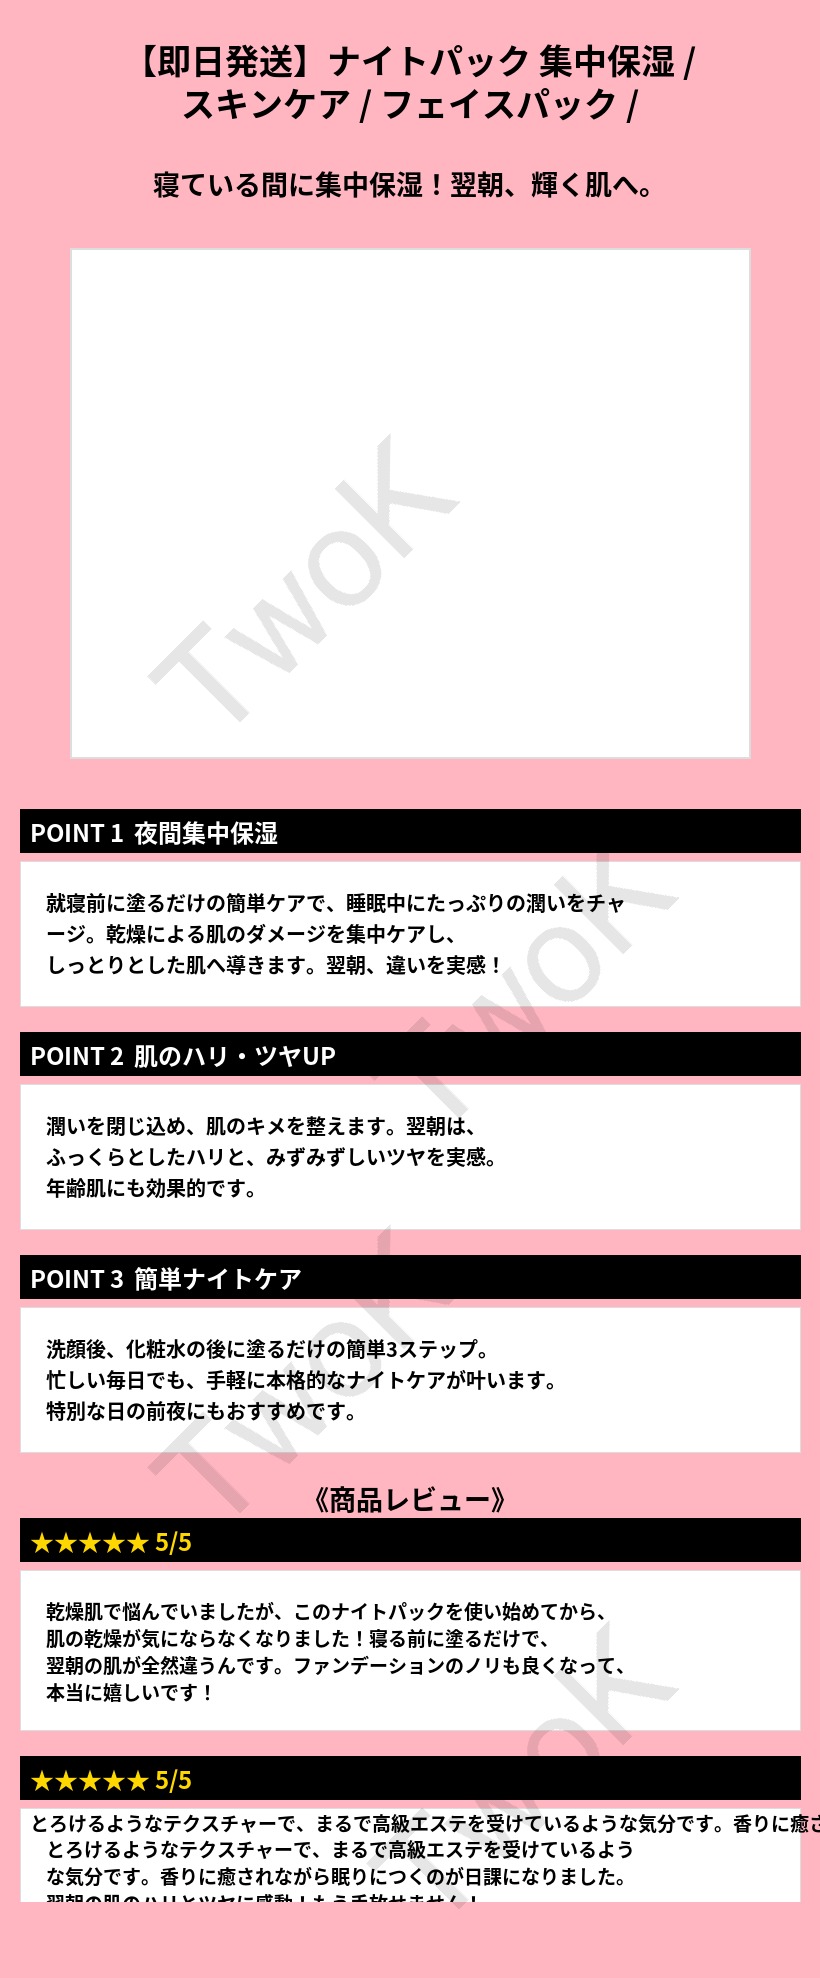 【即日発送】ナイトパック 集中保湿 /
スキンケア / フェイスパック /
寝ている間に集中保湿！翌朝、輝く肌へ。
TwoK
POINT 1 夜間集中保湿
就寝前に塗るだけの簡単ケアで、睡眠中にたっぷりの潤いをチャ
ージ。乾燥による肌のダメージを集中ケアし、
しっとりとした肌へ導きます。翌朝、違いを実感！
TwoK
POINT 2 肌のハリ・ツヤUP
潤いを閉じ込め、肌のキメを整えます。翌朝は、
ふっくらとしたハリと、みずみずしいツヤを実感。
年齢肌にも効果的です。
POINT 3 簡単ナイトケア
洗顔後、化粧水の後に塗るだけの簡単3ステップ。
忙しい毎日でも、手軽に本格的なナイトケアが叶います。
特別な日の前夜にもおすすめです。
TwoK
《商品レビュー》
★★★★★ 5/5
乾燥肌で悩んでいましたが、このナイトパックを使い始めてから、
肌の乾燥が気にならなくなりました！寝る前に塗るだけで、
翌朝の肌が全然違うんです。ファンデーションのノリも良くなって、
本当に嬉しいです！
TwoK
★★★★★ 5/5
とろけるようなテクスチャーで、まるで高級エステを受けているような気分です。香りに癒さ
とろけるようなテクスチャーで、まるで高級エステを受けているよう
な気分です。香りに癒されながら眠りにつくのが日課になりました。
翌朝の肌のハリとツヤに感動！もう手放せません！